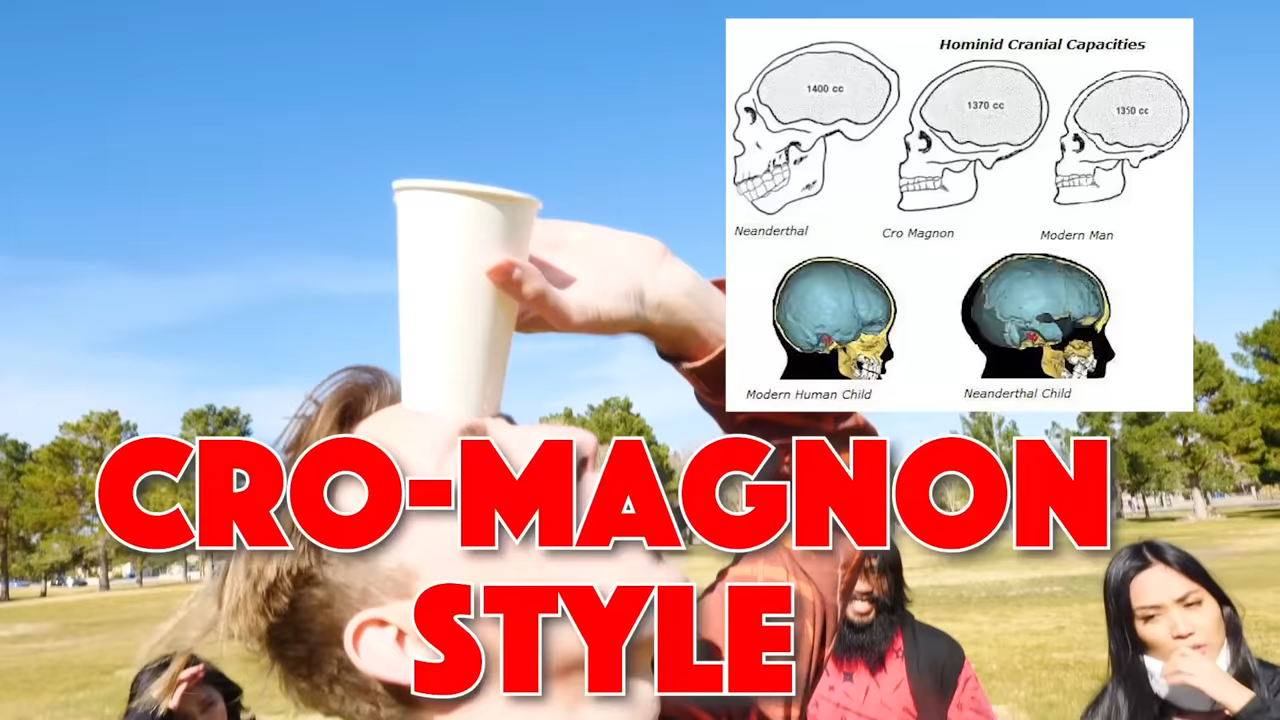 Hominid Cranial Capacities
1400 cc
1370 cc
1350 cc
Neanderthal
Cro Magnon
Modern Man
Modern Human Child
Neanderthal Child
CRO-MAGNON
STYLE